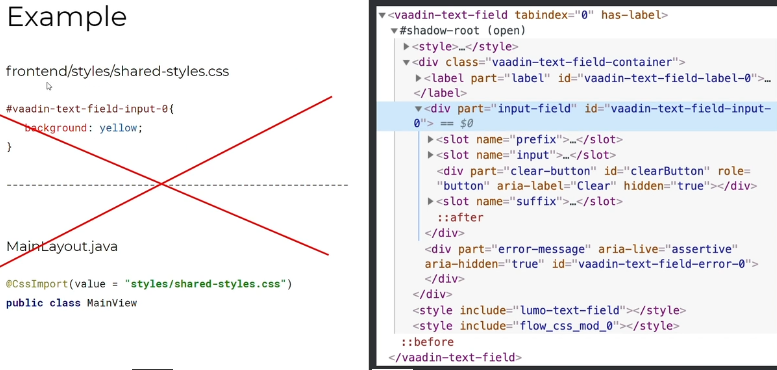 Example
frontend/styles/shared-styles.css
#vaadin-text-field-input-0{
background: yellow;
}
MainLayout.java
@CssImport(value = "styles/shared-styles.css")
public class MainView
▼<vaadin-text-field tabindex="0" has-label>
▼#shadow-root (open)
▶<style>…</style>
▼<div class="vaadin-text-field-container">
▶<label part="label" id="vaadin-text-field-label-0">…
</label>
▼<div part="input-field" id="vaadin-text-field-input-
0"> == $0
▶<slot name="prefix">…</slot>
▶<slot name="input">…</slot>
<div part="clear-button" id="clearButton" role=
"button" aria-label="Clear" hidden="true"></div>
▶<slot name="suffix">…</slot>
::after
</div>
<div part="error-message" aria-live="assertive"
aria-hidden="true" id="vaadin-text-field-error-0">
</div>
</div>
<style include="lumo-text-field"></style>
<style include="flow_css_mod_0"></style>
::before
</vaadin-text-field>